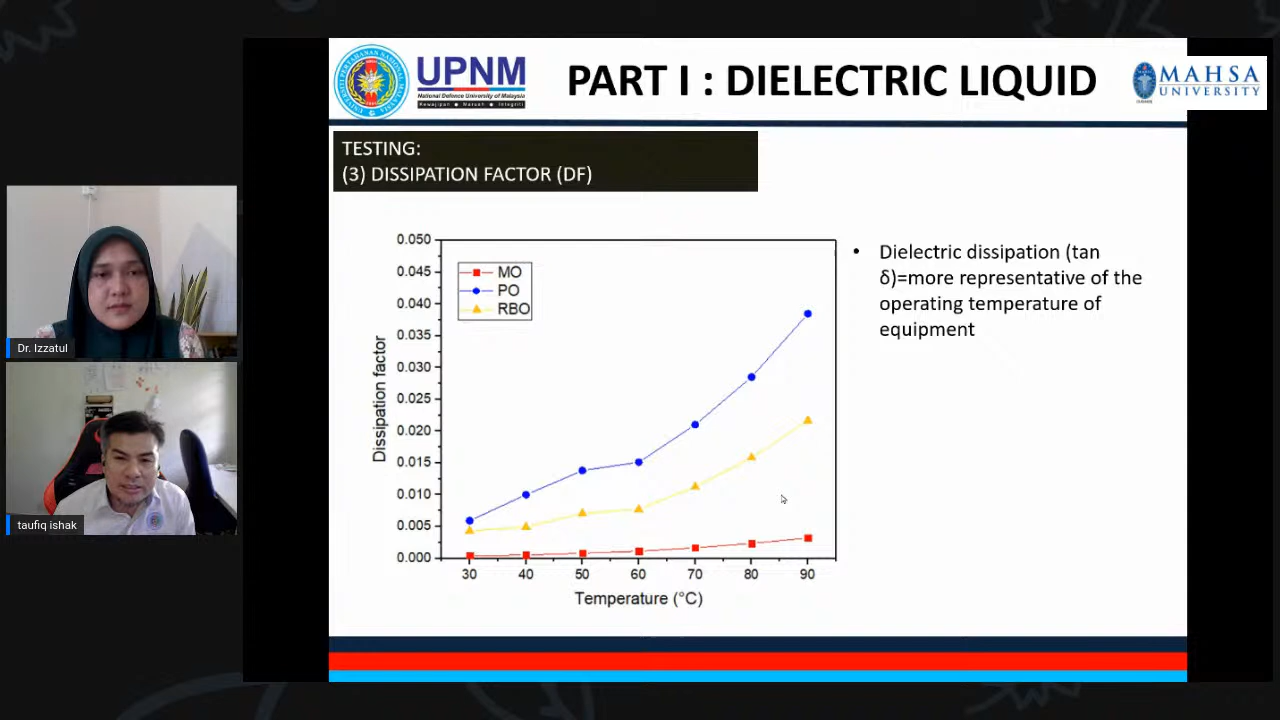 UPNM
National Defence University of Malaysia
Kewajipan ● Maruah ● Integriti
PART I : DIELECTRIC LIQUID
MAHSA
UNIVERSITY
TESTING:
(3) DISSIPATION FACTOR (DF)
0.050
0.045
0.040
0.035
0.030
0.025
0.020
0.015
0.010
0.005
0.000
Dissipation factor
MO
PO
RBO
30 40 50 60 70 80 90
Temperature (°C)
• Dielectric dissipation (tan
δ)=more representative of the
operating temperature of
equipment
Dr. Izzatul
taufiq ishak